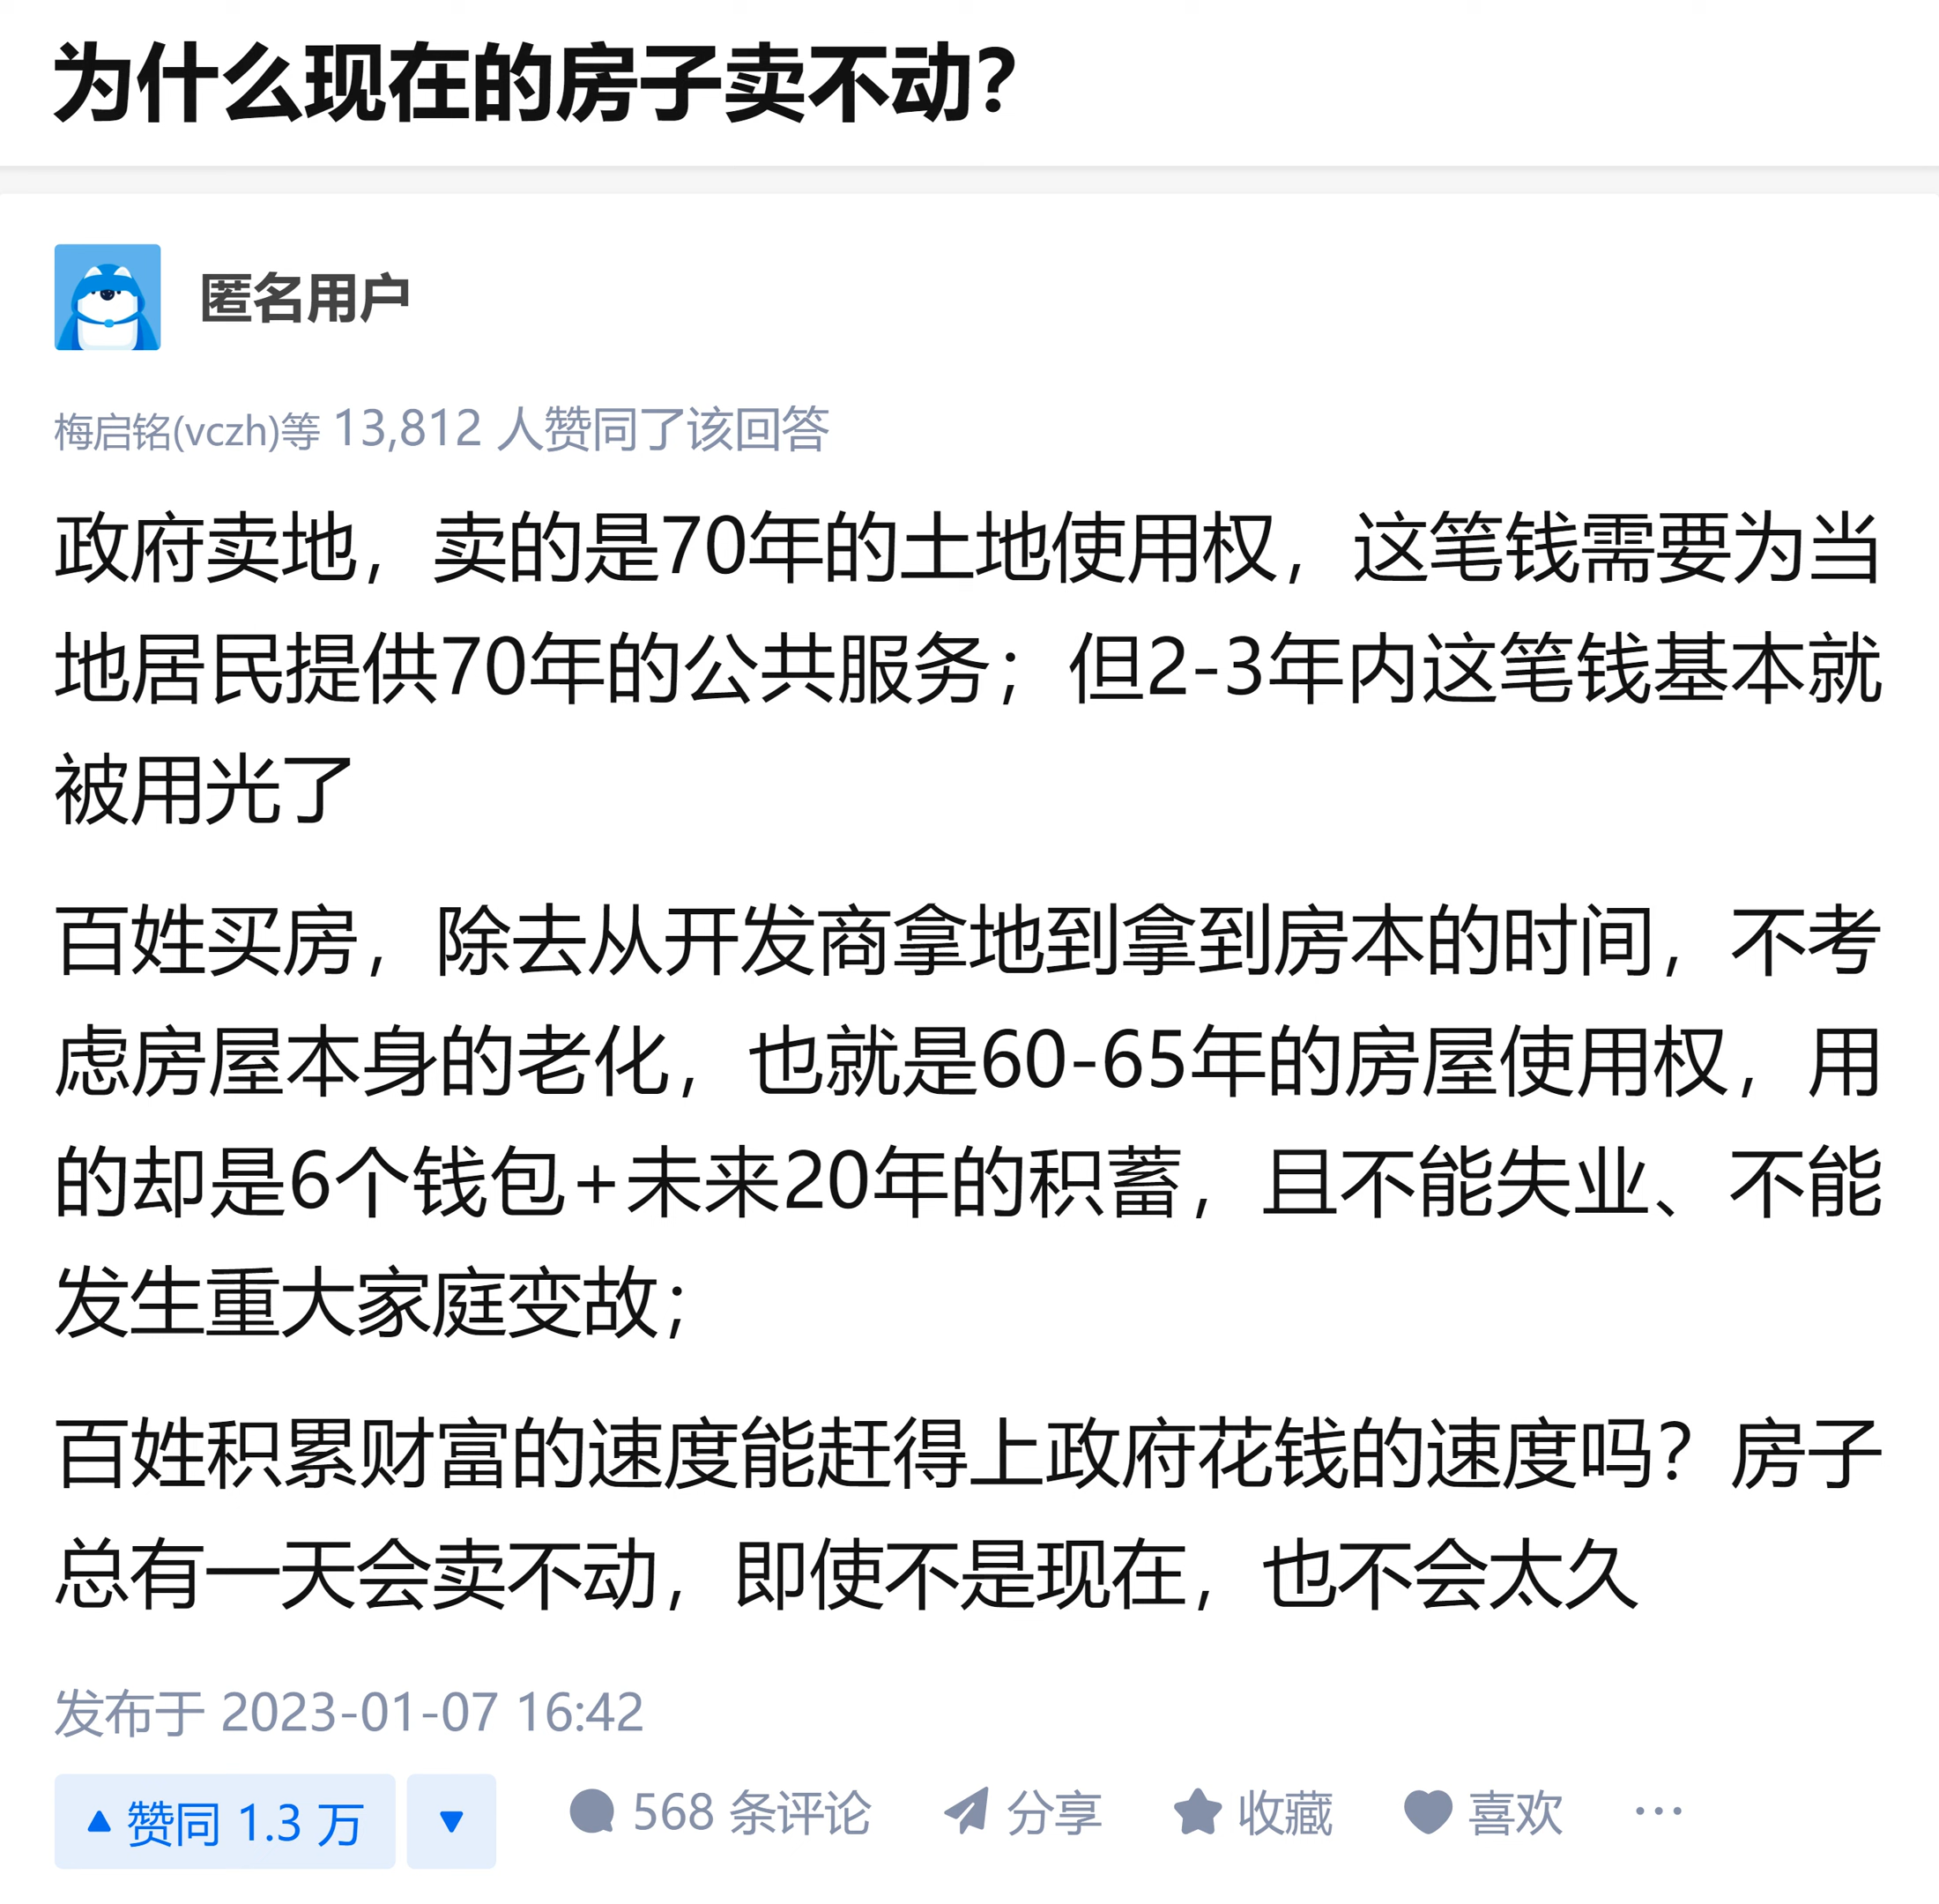 为什么现在的房子卖不动?
匿名用户
梅启铭(vczh)等 13,812 人赞同了该回答
政府卖地，卖的是70年的土地使用权，这笔钱需要为当
地居民提供70年的公共服务；但2-3年内这笔钱基本就
被用光了
百姓买房，除去从开发商拿地到拿到房本的时间，不考
虑房屋本身的老化，也就是60-65年的房屋使用权，用
的却是6个钱包+未来20年的积蓄，且不能失业、不能
发生重大家庭变故；
百姓积累财富的速度能赶得上政府花钱的速度吗？房子
总有一天会卖不动，即使不是现在，也不会太久
发布于 2023-01-07 16:42
赞同 1.3 万 568 条评论 分享 收藏 喜欢